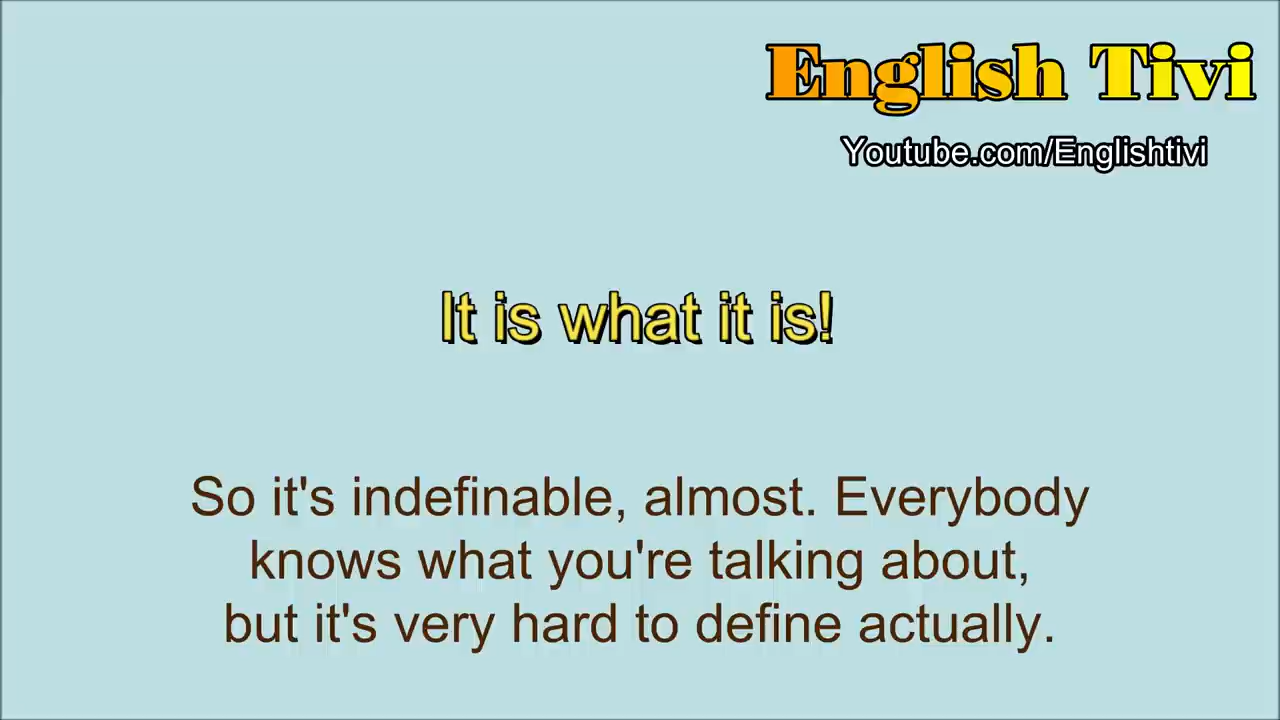 English Tivi
Youtube.com/Englishtivi
It is what it is!
So it's indefinable, almost. Everybody
knows what you're talking about,
but it's very hard to define actually.